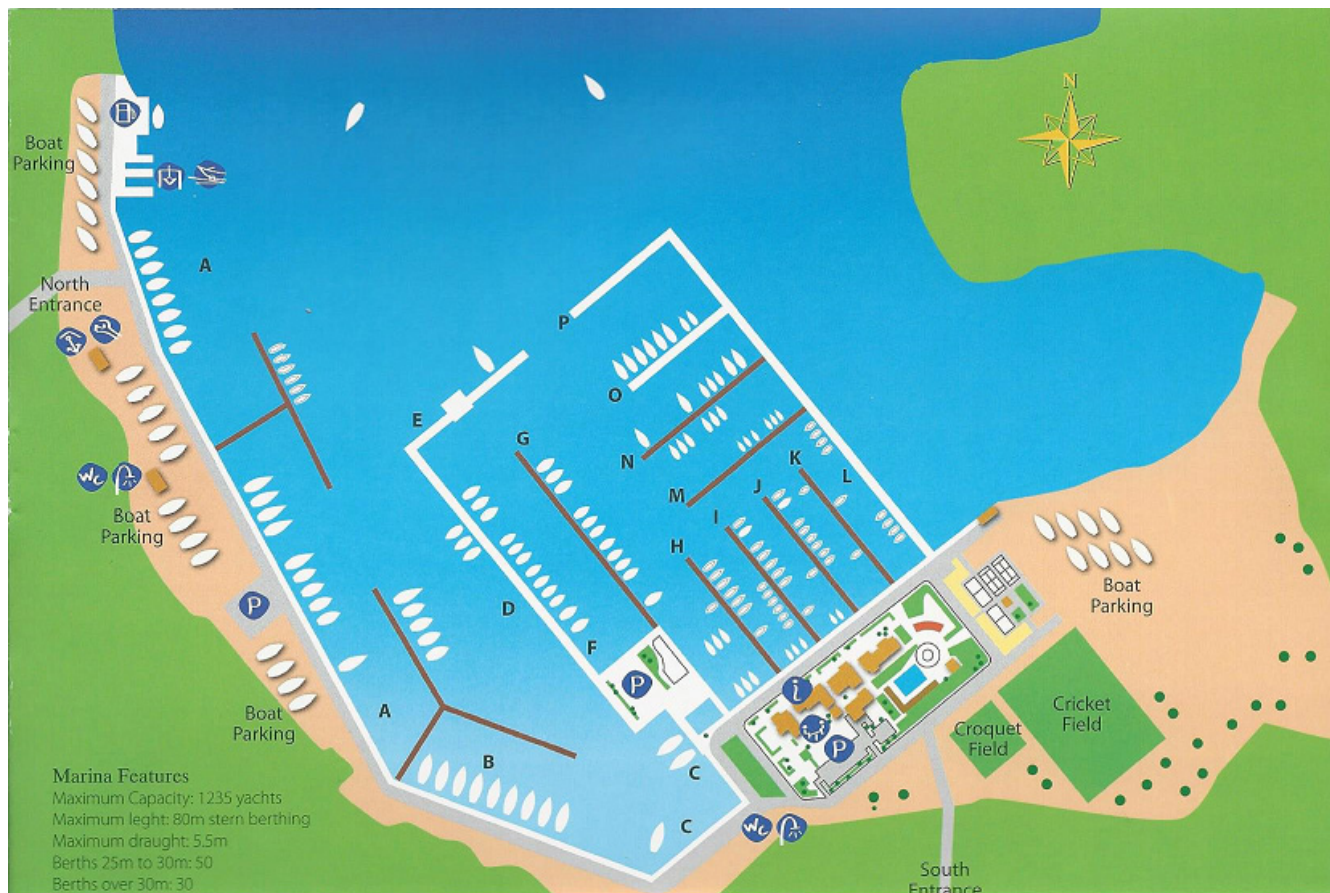 N
Boat
Parking
A
North
Entrance
P
E
O
G
N
K
L
M
J
I
H
WC
Boat
Parking
P
D
F
P
i
Boat
Parking
Cricket
Field
Croquet
Field
P
A
B
C
C
WC
Boat
Parking
South
Entrance
Marina Features
Maximum Capacity: 1235 yachts
Maximum leght: 80m stern berthing
Maximum draught: 5.5m
Berths 25m to 30m: 50
Berths over 30m: 30